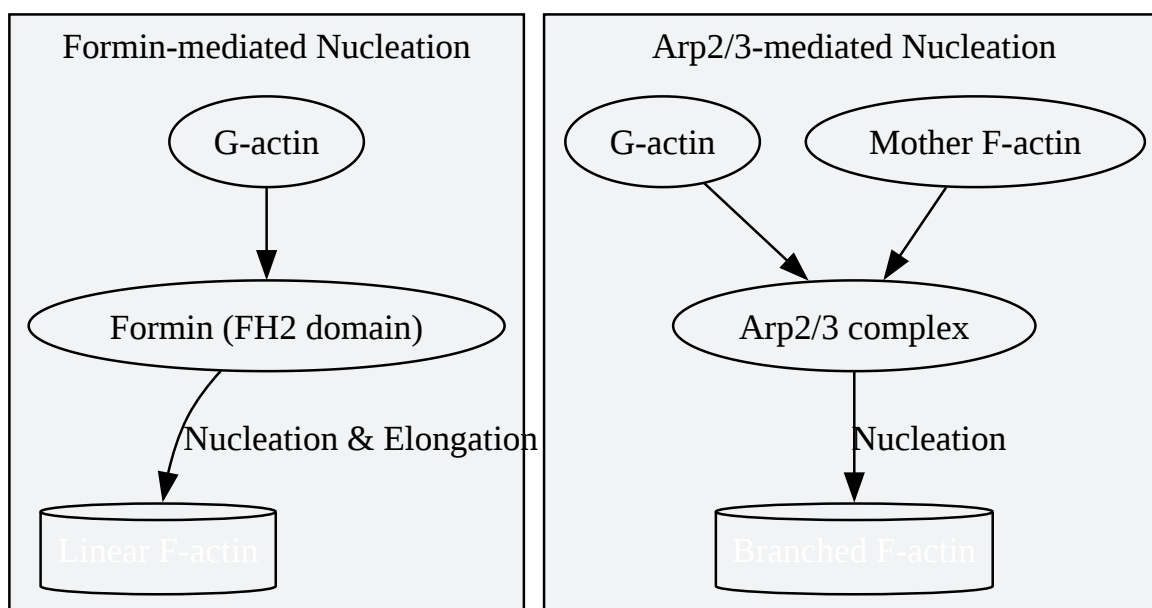 Formin-mediated Nucleation
G-actin
Formin (FH2 domain)
Nucleation & Elongation
Linear F-actin
Arp2/3-mediated Nucleation
G-actin
Mother F-actin
Arp2/3 complex
Nucleation
Branched F-actin